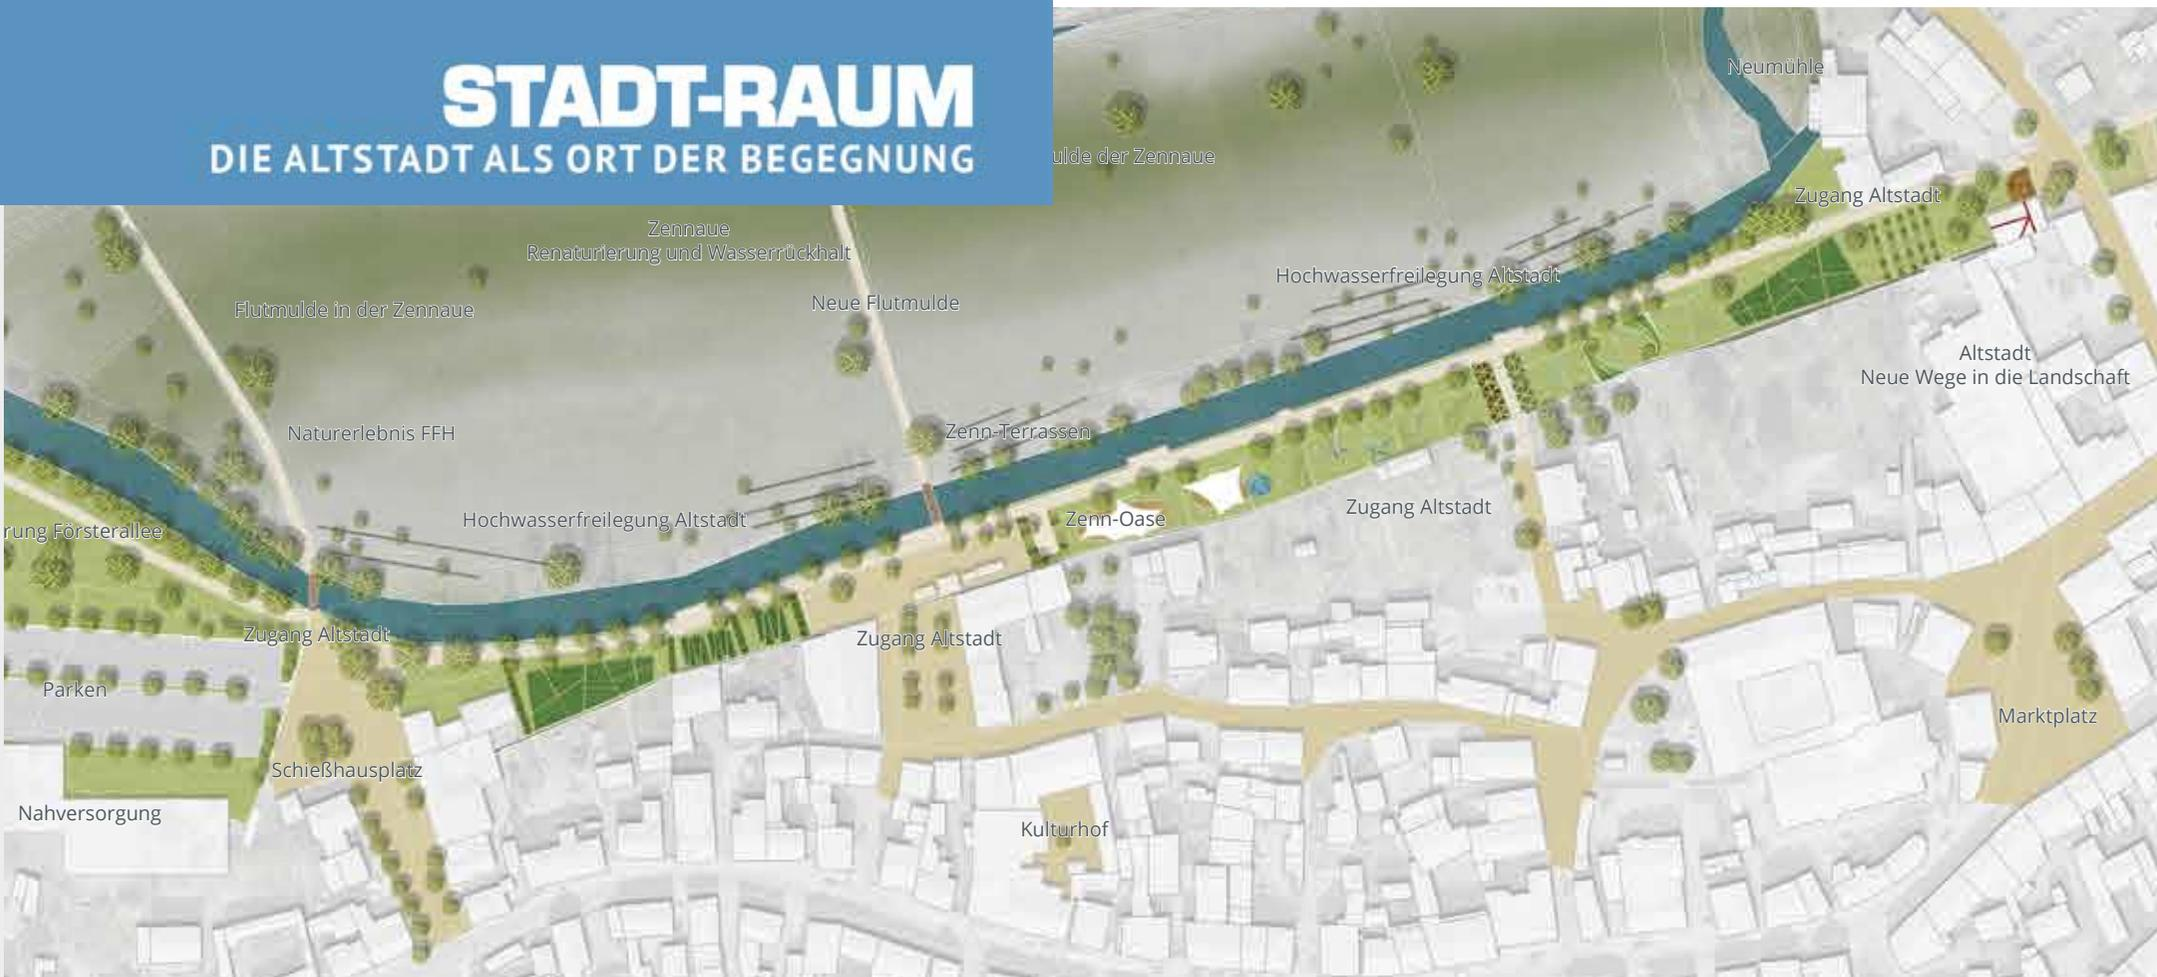 STADT-RAUM
DIE ALTSTADT ALS ORT DER BEGEGNUNG
Neumühle
ulde der Zennaue
Zugang Altstadt
Zennaue
Renaturierung und Wasserrückhalt
Hochwasserfreilegung Altstadt
Neue Flutmulde
Flutmulde in der Zennaue
Altstadt
Neue Wege in die Landschaft
Naturerlebnis FFH
Zenn-Terrassen
Zugang Altstadt
Hochwasserfreilegung Altstadt
Zenn-Oase
rung Försterallee
Zugang Altstadt
Zugang Altstadt
Parken
Marktplatz
Schießhausplatz
Nahversorgung
Kulturhof